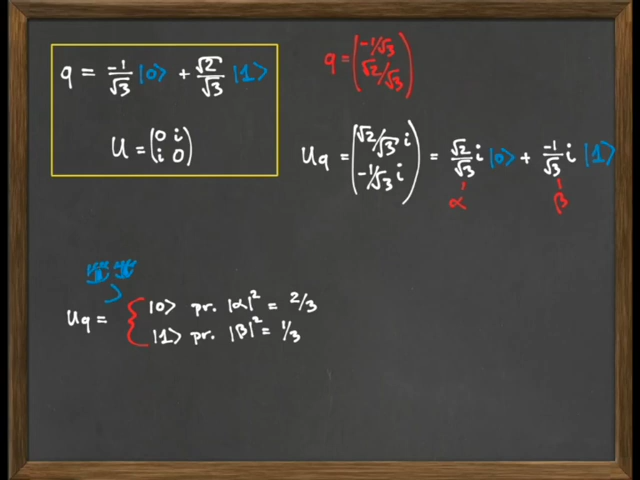 q = -1/√3 |0> + √2/√3 |1>
U = (0 i
i 0)
q = (-1/√3
√2/√3)
Uq = (√2/√3 i
-1/√3 i) = √2/√3 i |0> + -1/√3 i |1>
α β
Uq = { |0> pr. |α|² = 2/3
|1> pr. |β|² = 1/3